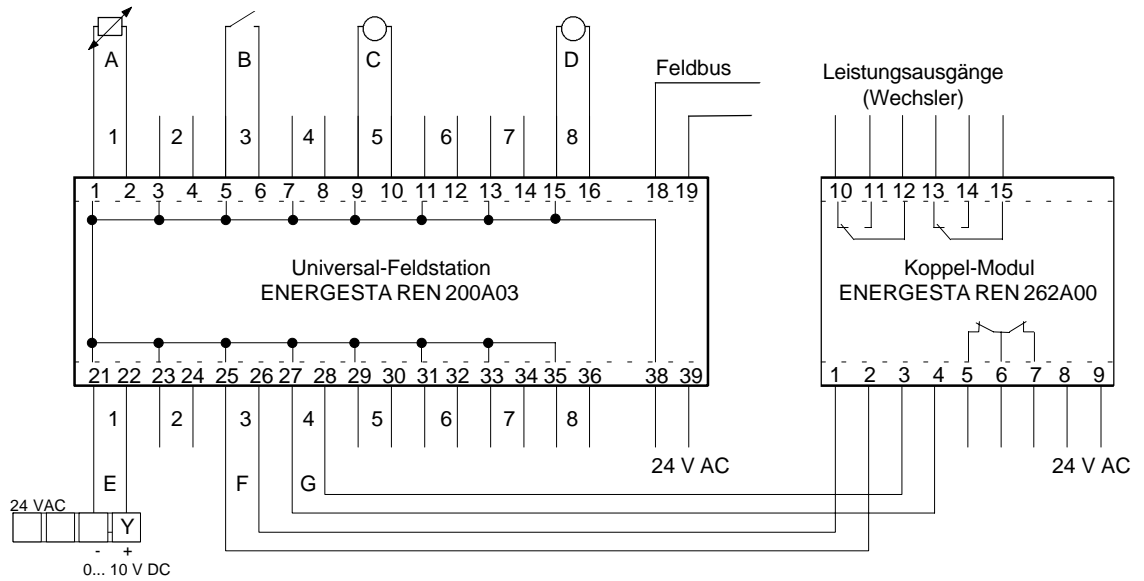 A B C D
Feldbus
Leistungsausgänge
(Wechsler)
1 2 3 4 5 6 7 8
1 2 3 4 5 6 7 8 9 10 11 12 13 14 15 16 18 19
10 11 12 13 14 15
Universal-Feldstation
ENERGESTA REN 200A03
Koppel-Modul
ENERGESTA REN 262A00
21 22 23 24 25 26 27 28 29 30 31 32 33 34 35 36 38 39
1 2 3 4 5 6 7 8 9
1 2 3 4 5 6 7 8
24 V AC
24 V AC
E F G
24 VAC
Y
- +
0... 10 V DC